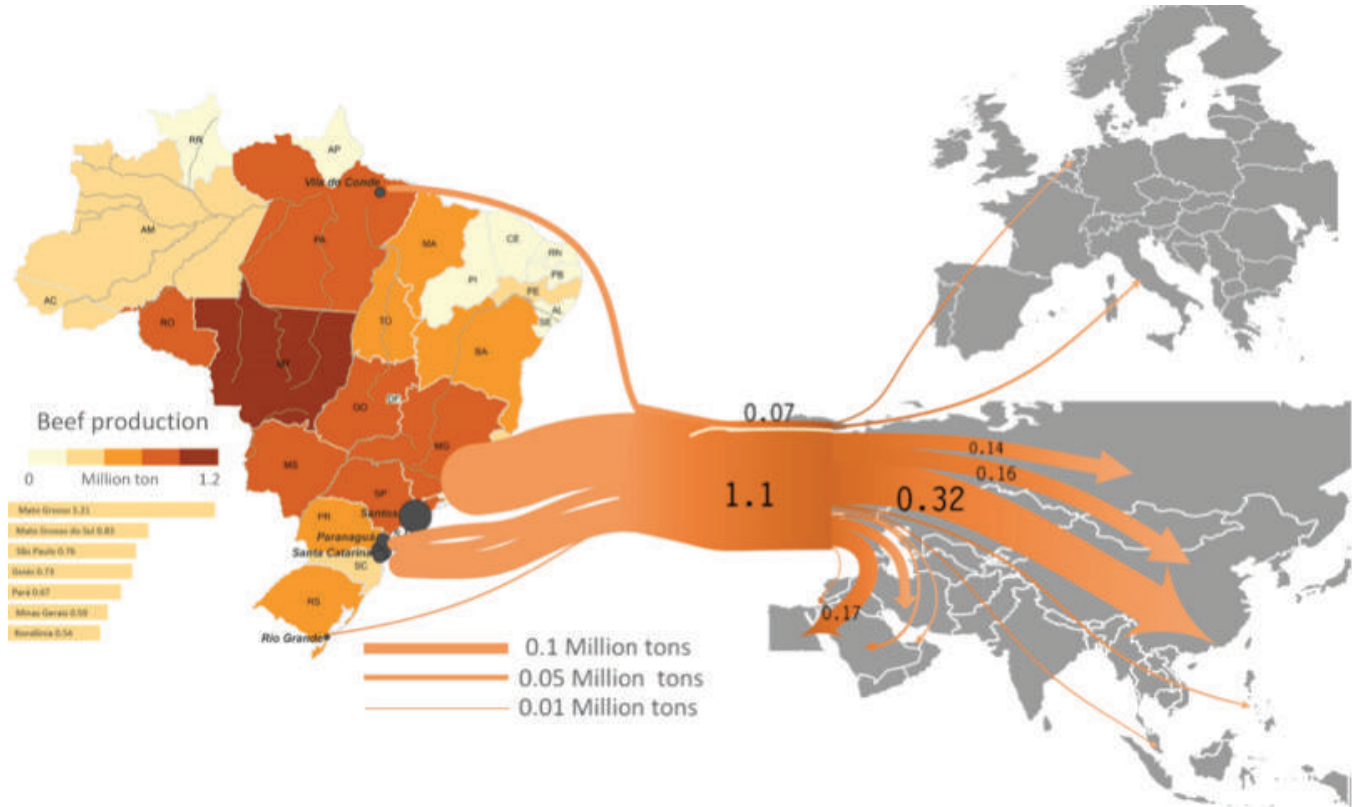 RR
AP
Vila do Conde
AM
PA
MA
CE
RN
PB
PI
PE
AL
SE
AC
RO
TO
BA
MT
GO
DF
MG
MS
SP
PR
Santos
Paranaguá
Santa Catarina
SC
RS
Rio Grande
Beef production
0 Million ton 1.2
Mato Grosso 1.21
Mato Grosso do Sul 0.83
São Paulo 0.76
Goiás 0.73
Pará 0.67
Minas Gerais 0.59
Rondônia 0.54
0.07
1.1
0.14
0.16
0.32
0.17
0.1 Million tons
0.05 Million tons
0.01 Million tons